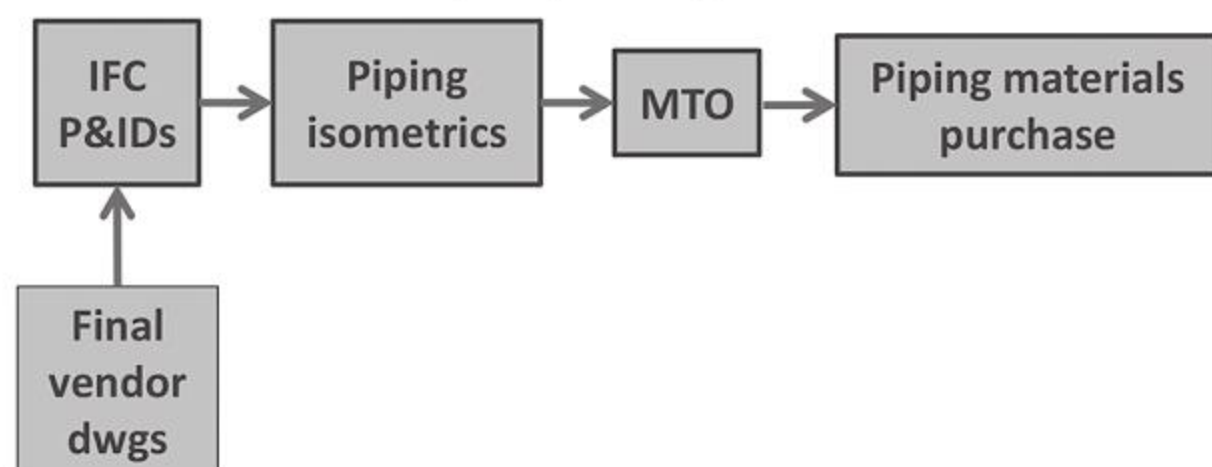 IFC
P&IDs
Piping
isometrics
MTO
Piping materials
purchase
Final
vendor
dwgs